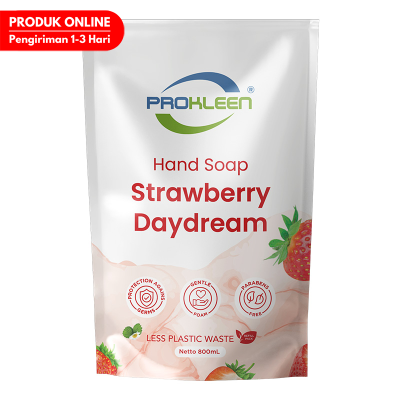 PRODUK ONLINE
Pengiriman 1-3 Hari
PROKLEEN®
Hand Soap
Strawberry
Daydream
PROTECTION AGAINS
GERMS
GENTLE
FOAM
PARABENS
FREE
LESS PLASTIC WASTE
Netto 800mL